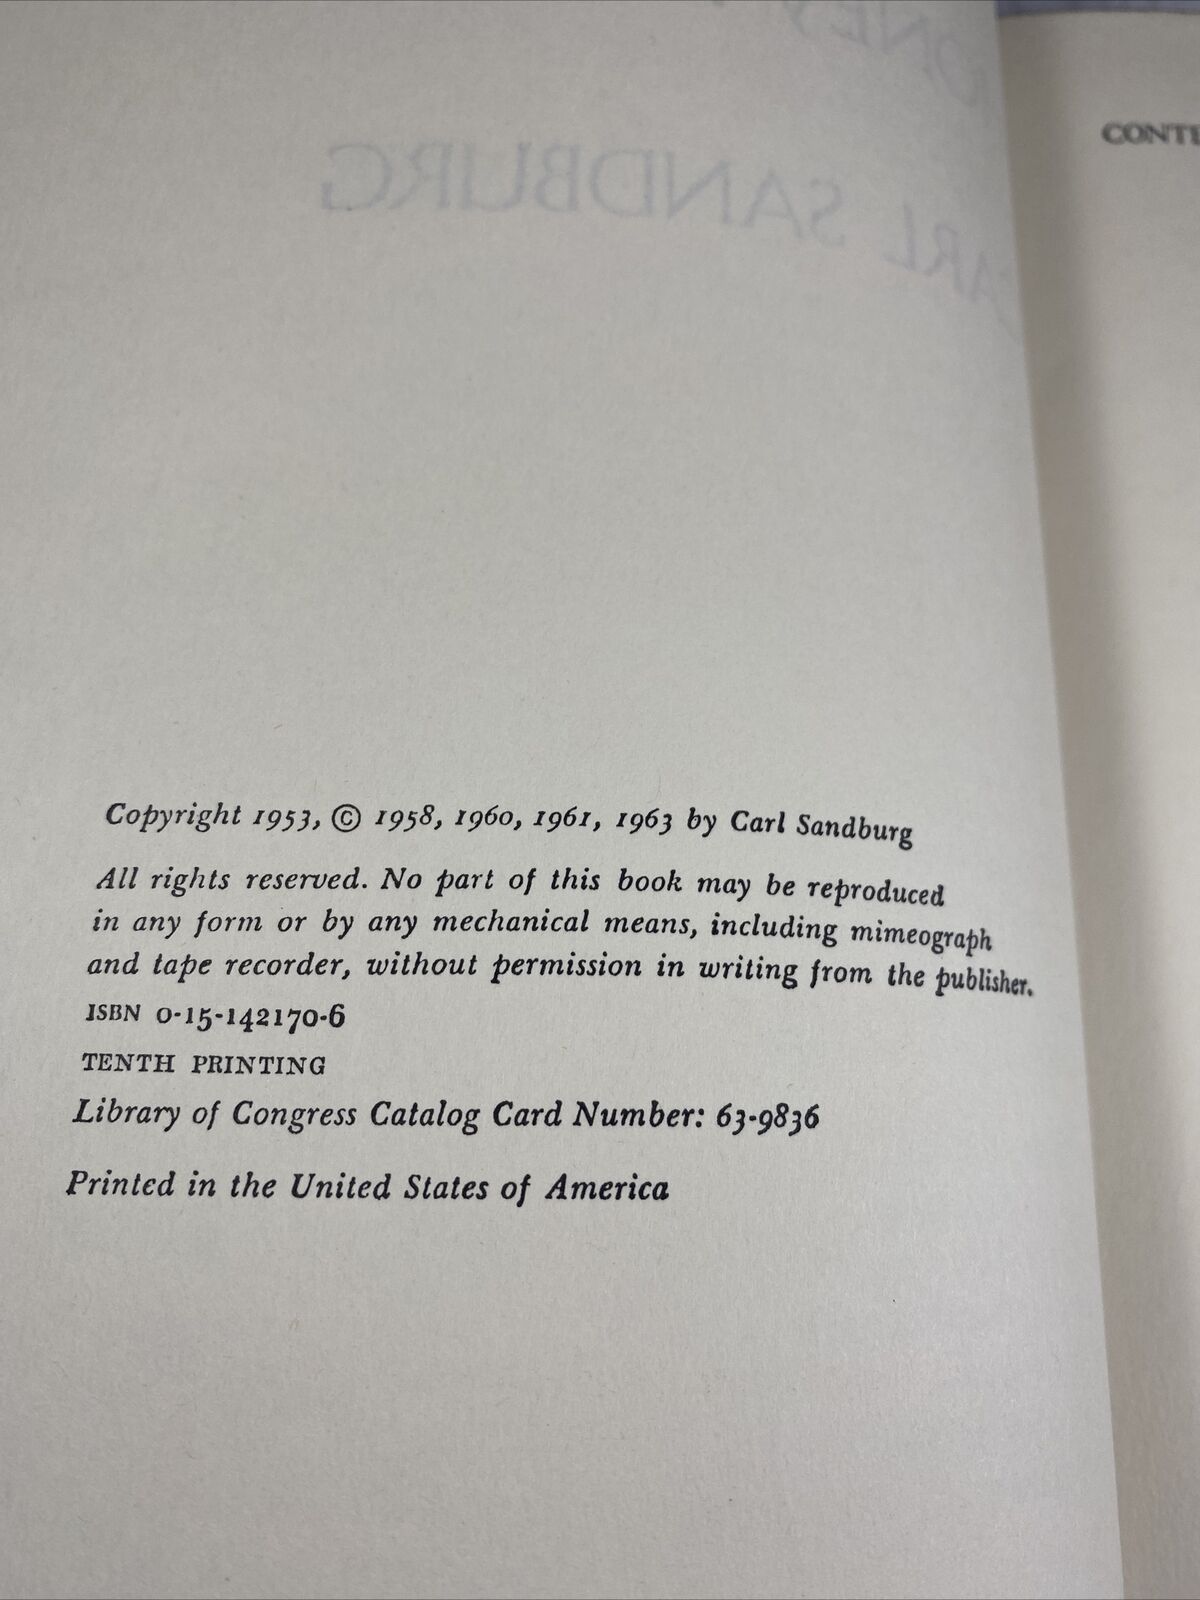 SANDBURG
CONT
Copyright 1953, © 1958, 1960, 1961, 1963 by Carl Sandburg
All rights reserved. No part of this book may be reproduced
in any form or by any mechanical means, including mimeograph
and tape recorder, without permission in writing from the publisher.
ISBN 0-15-142170-6
TENTH PRINTING
Library of Congress Catalog Card Number: 63-9836
Printed in the United States of America